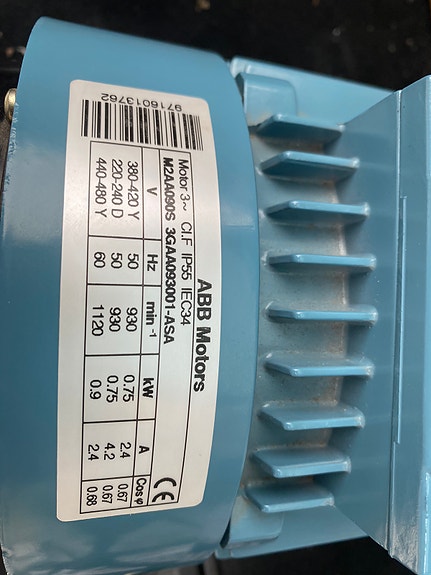 ABB Motors
Motor 3~ Cl.F IP55 IEC34
M2AA090S 3GAA093001-ASA
V Hz min⁻¹ kW A Cosφ
380-420 Y 50 930 0.75 2.4 0.67
220-240 D 50 930 0.75 4.2 0.67
440-480 Y 60 1120 0.9 2.4 0.68
CE
9716013762